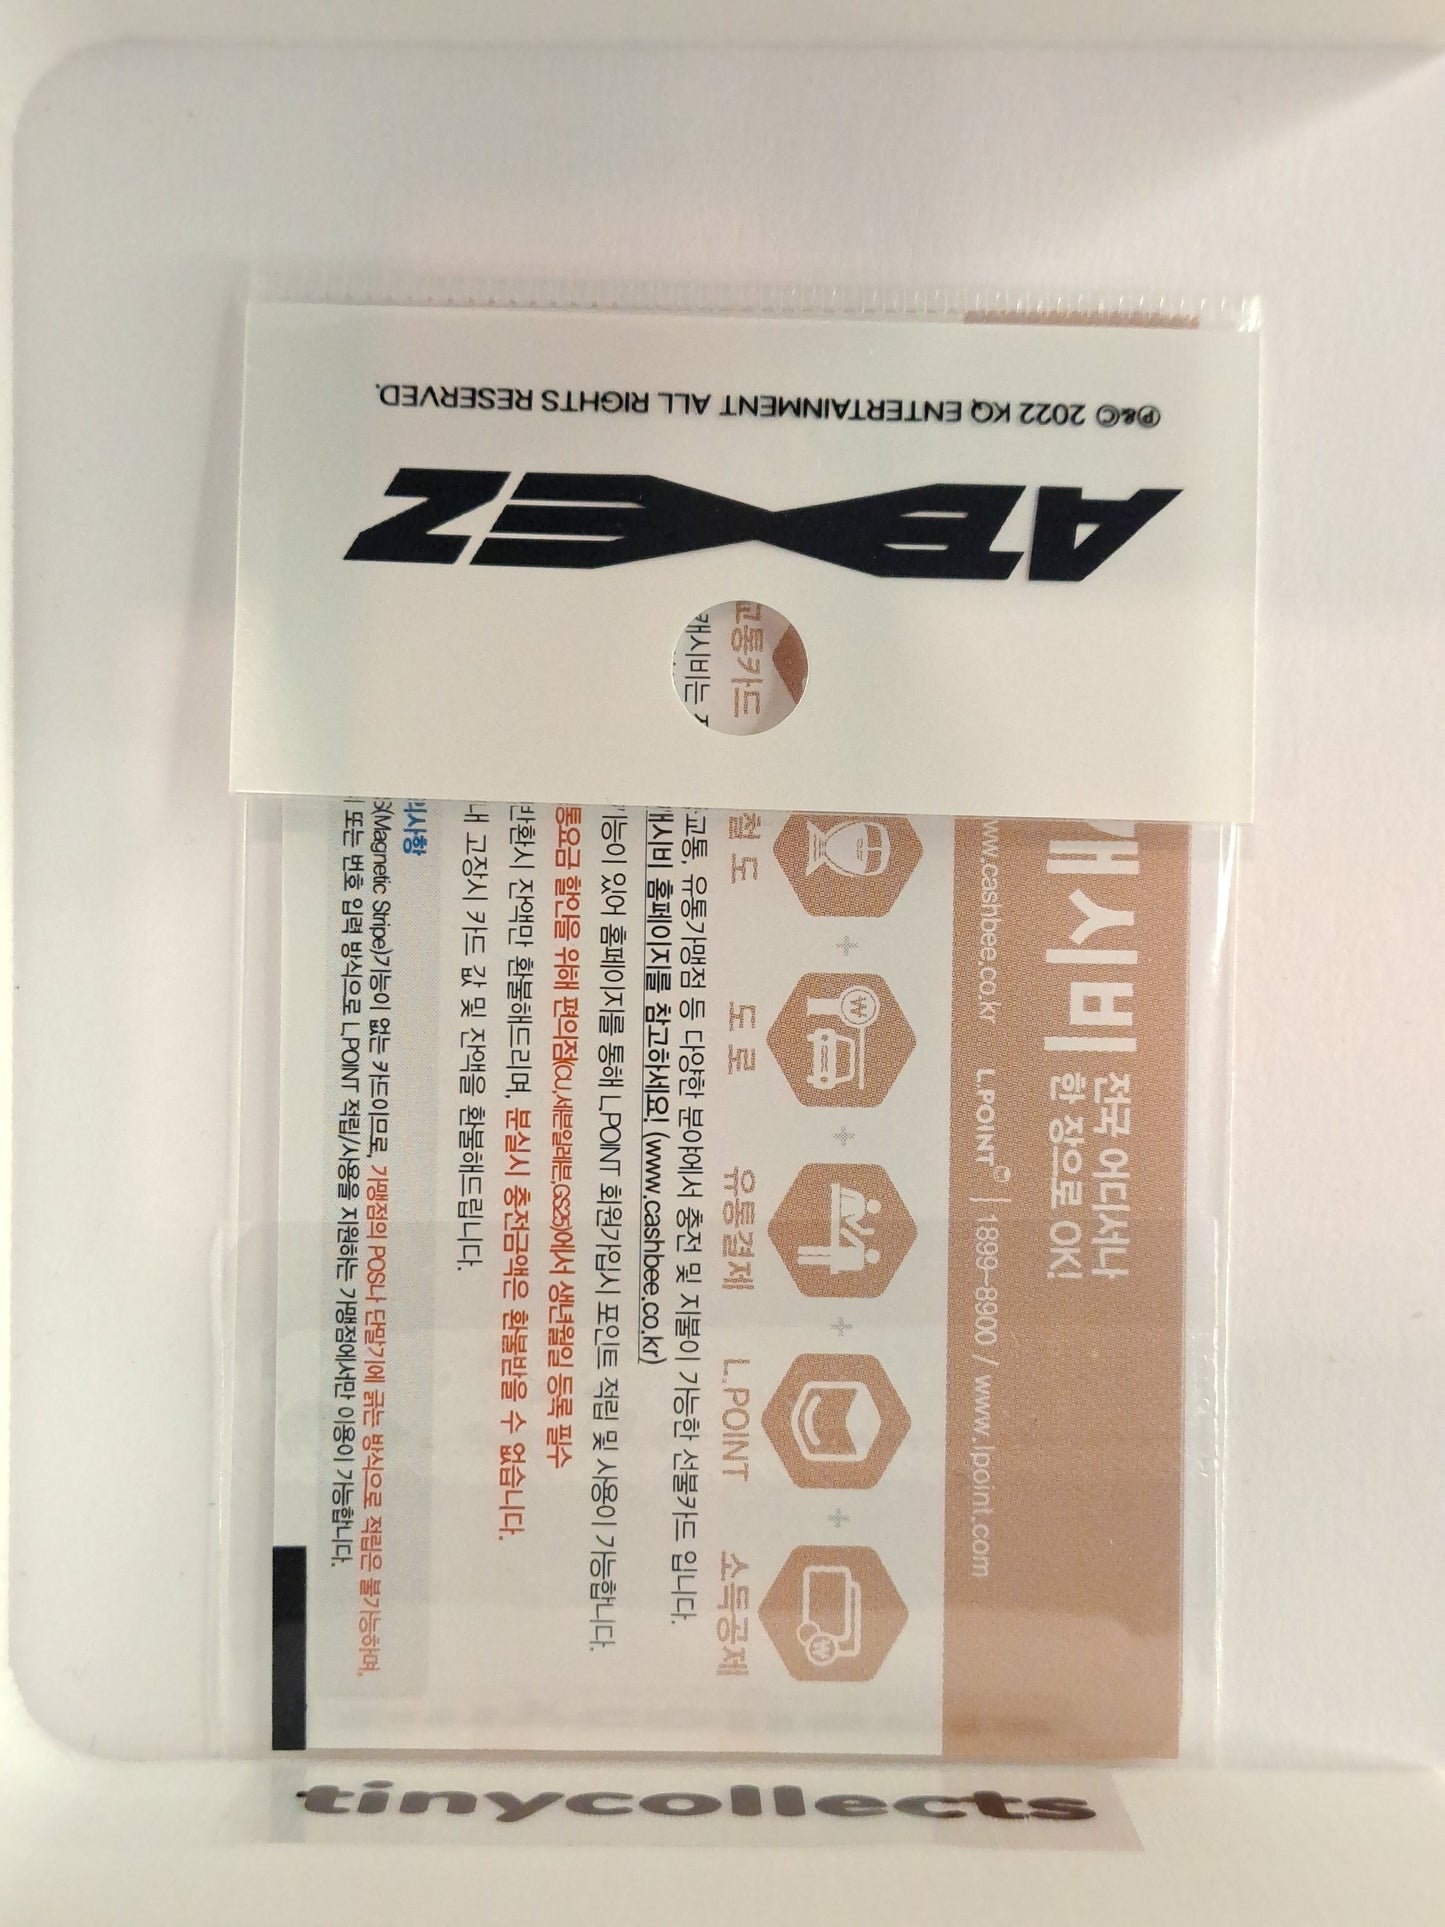 ℗&© 2022 KQ ENTERTAINMENT ALL RIGHTS RESERVED.
교통카드
캐시비는
캐시비
전국 어디서나
한 장으로 OK!
www.cashbee.co.kr
L.POINT | 1899-8900 / www.lpoint.com
철도
+
도로
+
유통결제
+
L.POINT
+
소득공제
교통, 유통가맹점 등 다양한 분야에서 충전 및 지불이 가능한 선불카드 입니다.
캐시비 홈페이지를 참고하세요! (www.cashbee.co.kr)
기능이 있어 홈페이지를 통해 L.POINT 회원가입시 포인트 적립 및 사용이 가능합니다.
통요금 할인을 위해 편의점(CU,세븐일레븐,GS25)에서 생년월일 등록 필수
반환시 잔액만 환불해드리며, 분실시 충전금액은 환불받을 수 없습니다.
내 고장시 카드 값 및 잔액을 환불해드립니다.
의사항
(Magnetic Stripe)기능이 없는 카드이므로, 가맹점의 POS나 단말기에 긁는 방식으로 적립은 불가능하며,
또는 번호 입력 방식으로 L.POINT 적립/사용을 지원하는 가맹점에서만 이용이 가능합니다.
tinycollects